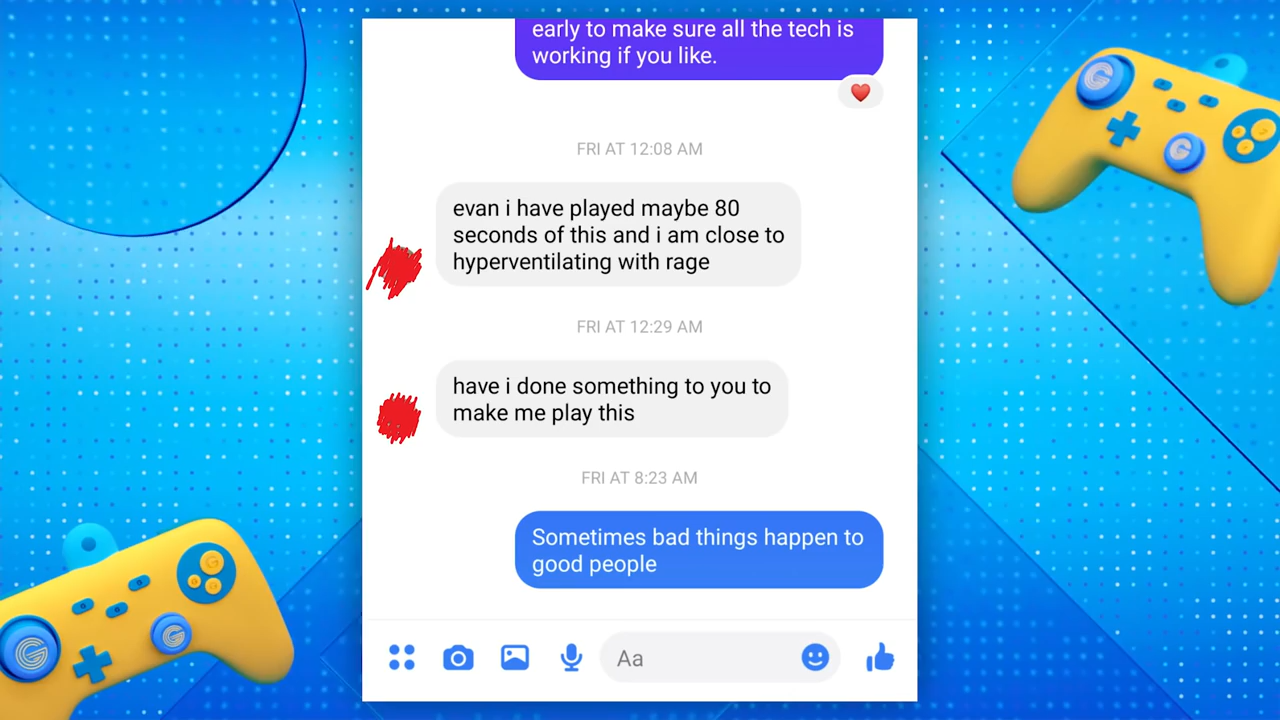 early to make sure all the tech is
working if you like.
FRI AT 12:08 AM
evan i have played maybe 80
seconds of this and i am close to
hyperventilating with rage
FRI AT 12:29 AM
have i done something to you to
make me play this
FRI AT 8:23 AM
Sometimes bad things happen to
good people
Aa